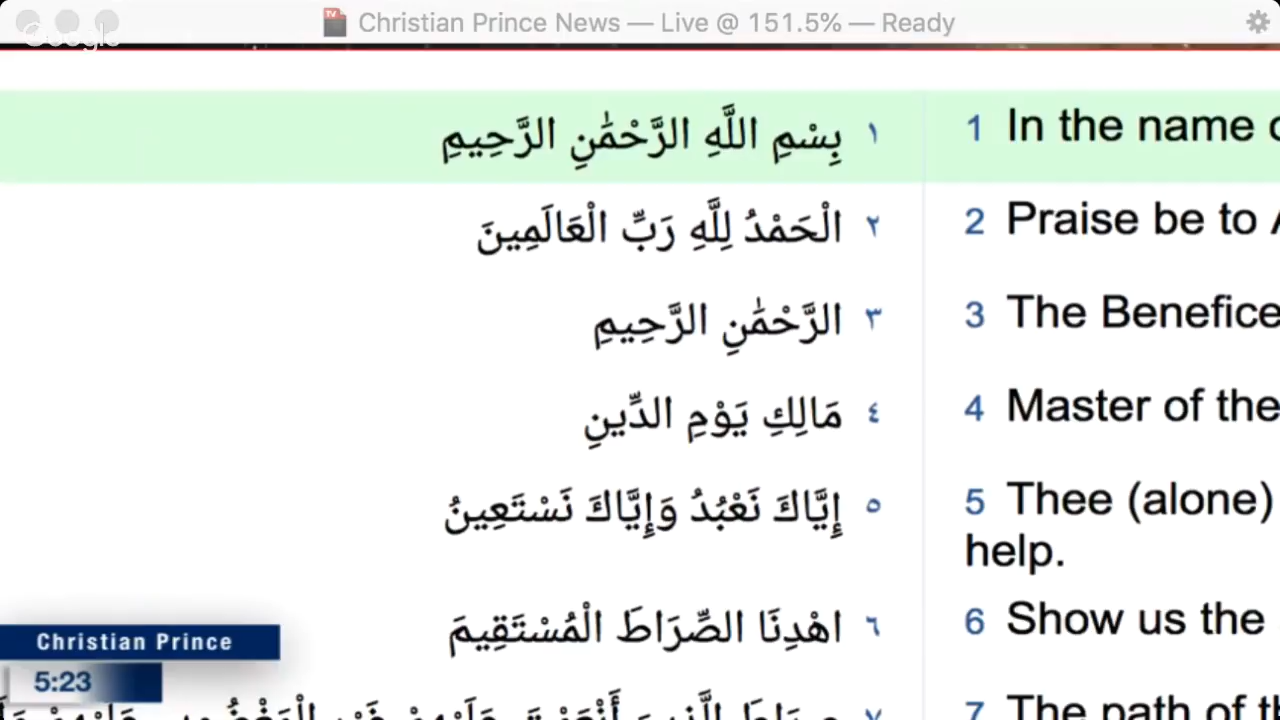 Christian Prince News — Live @ 151.5% — Ready
Google
بِسْمِ اللَّهِ الرَّحْمَٰنِ الرَّحِيمِ ١
1 In the name
الْحَمْدُ لِلَّهِ رَبِّ الْعَالَمِينَ ٢
2 Praise be to
الرَّحْمَٰنِ الرَّحِيمِ ٣
3 The Benefice
مَالِكِ يَوْمِ الدِّينِ ٤
4 Master of the
إِيَّاكَ نَعْبُدُ وَإِيَّاكَ نَسْتَعِينُ ٥
5 Thee (alone)
help.
اهْدِنَا الصِّرَاطَ الْمُسْتَقِيمَ ٦
6 Show us the
7 The path of
Christian Prince
5:23